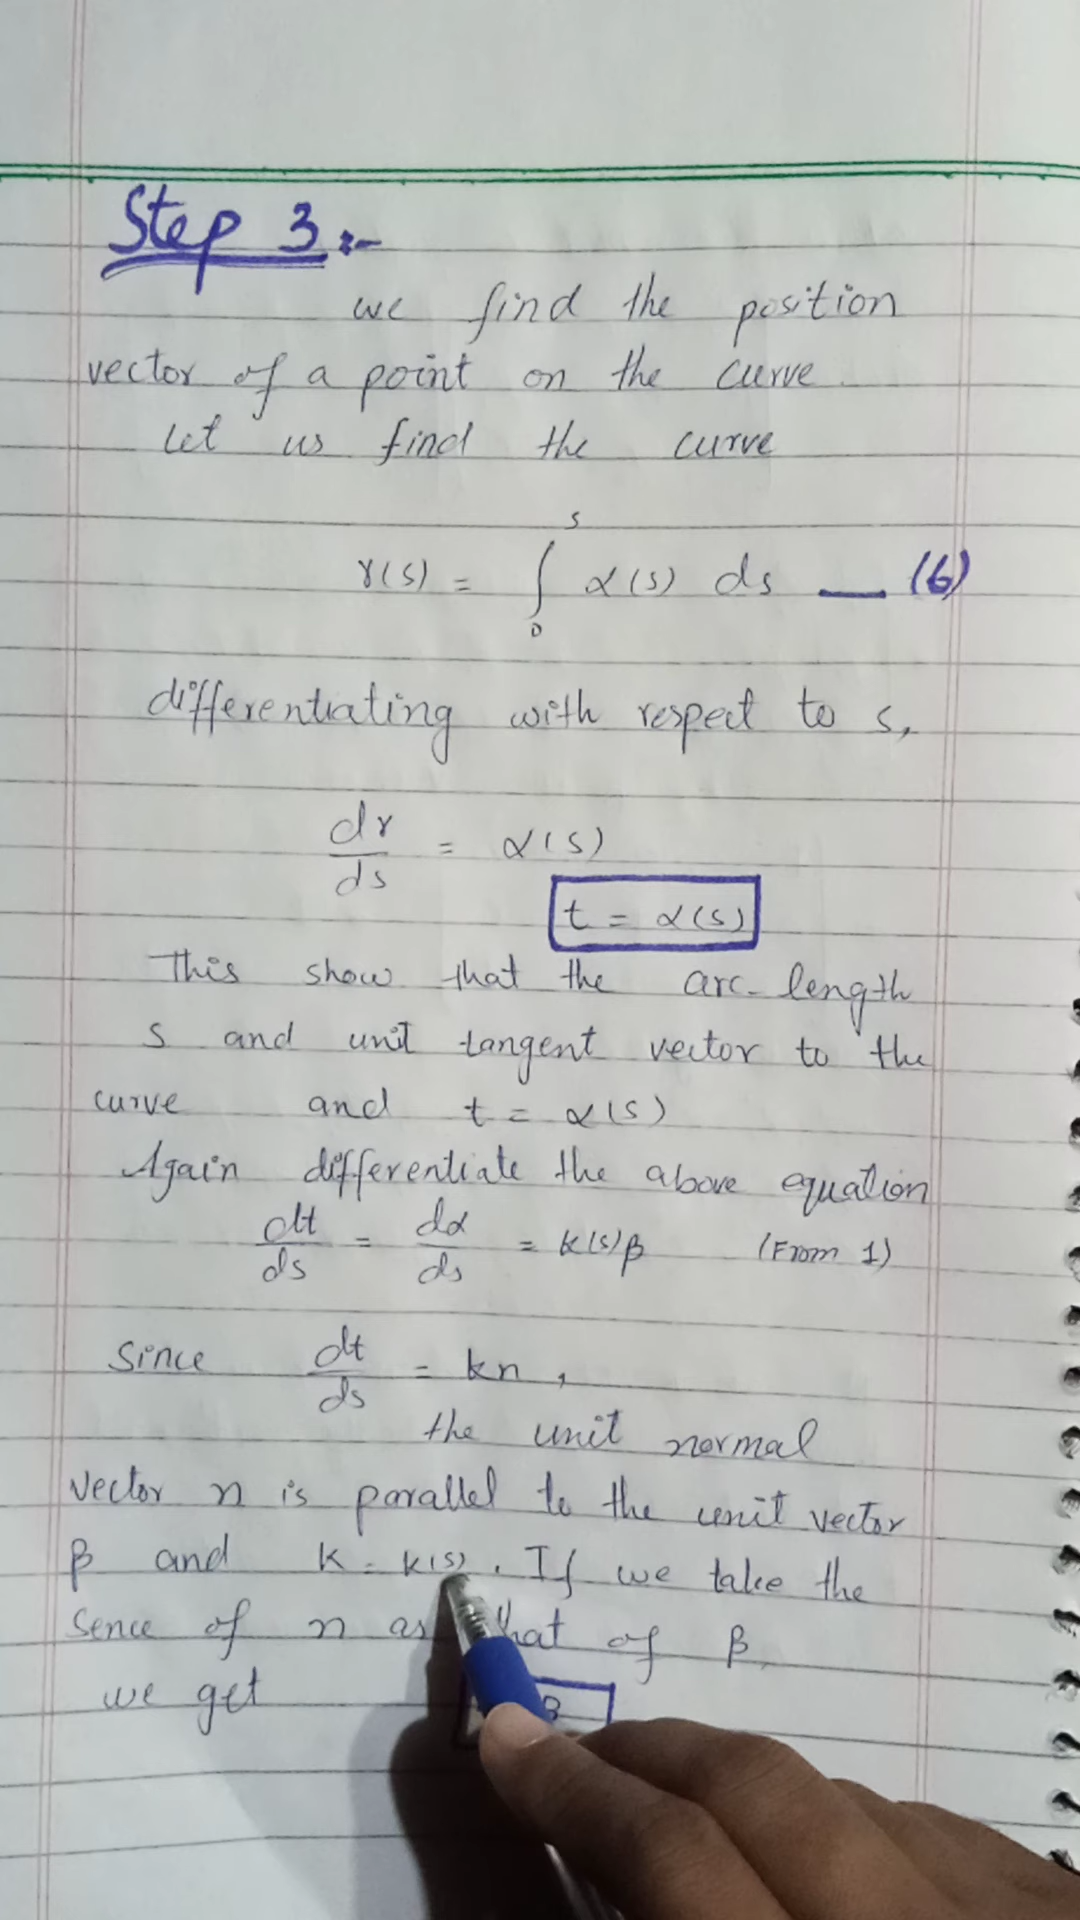 Step 3:-
we find the position
vector of a point on the curve.
Let us find the curve
s
r(s) = ∫ α(s) ds — (6)
0
differentiating with respect to s,
dr
= α(s)
ds
t = α(s)
This show that the arc-length
s and unit tangent vector to the
curve and t = α(s)
Again differentiate the above equation
dt/ds = dα/ds = k(s)β (From 1)
Since dt/ds = kn,
the unit normal
vector n is parallel to the unit vector
β and k = k(s). If we take the
sence of n as that of β,
we get β